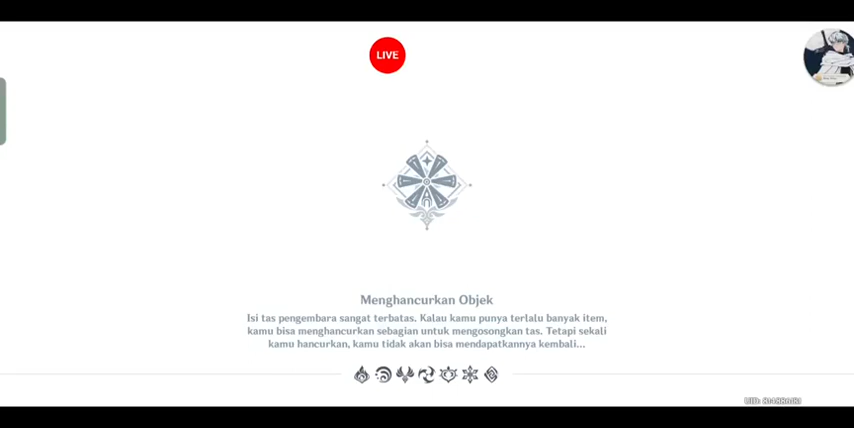 LIVE
Menghancurkan Objek
Isi tas pengembara sangat terbatas. Kalau kamu punya terlalu banyak item,
kamu bisa menghancurkan sebagian untuk mengosongkan tas. Tetapi sekali
kamu hancurkan, kamu tidak akan bisa mendapatkannya kembali...
UID: